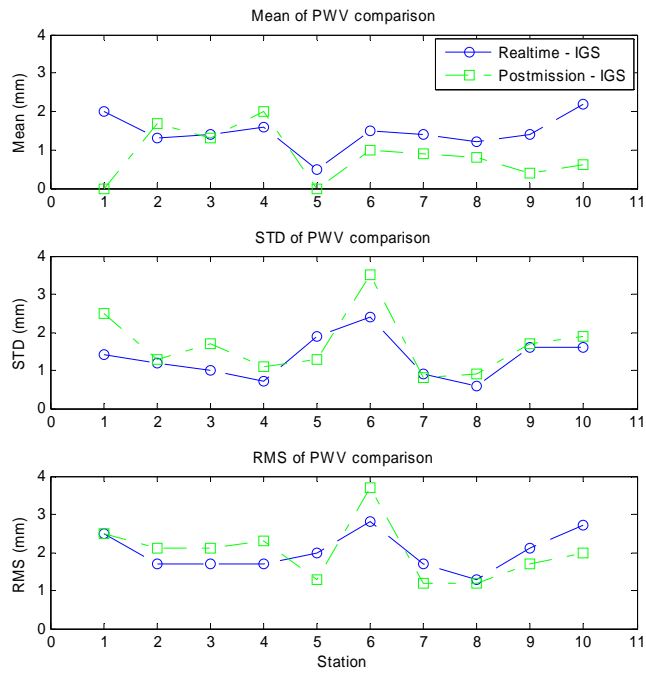 Mean of PWV comparison
4
3
2
1
0
Mean (mm)
Realtime - IGS
Postmission - IGS
0 1 2 3 4 5 6 7 8 9 10 11
STD of PWV comparison
4
3
2
1
0
STD (mm)
0 1 2 3 4 5 6 7 8 9 10 11
RMS of PWV comparison
4
3
2
1
0
RMS (mm)
0 1 2 3 4 5 6 7 8 9 10 11
Station